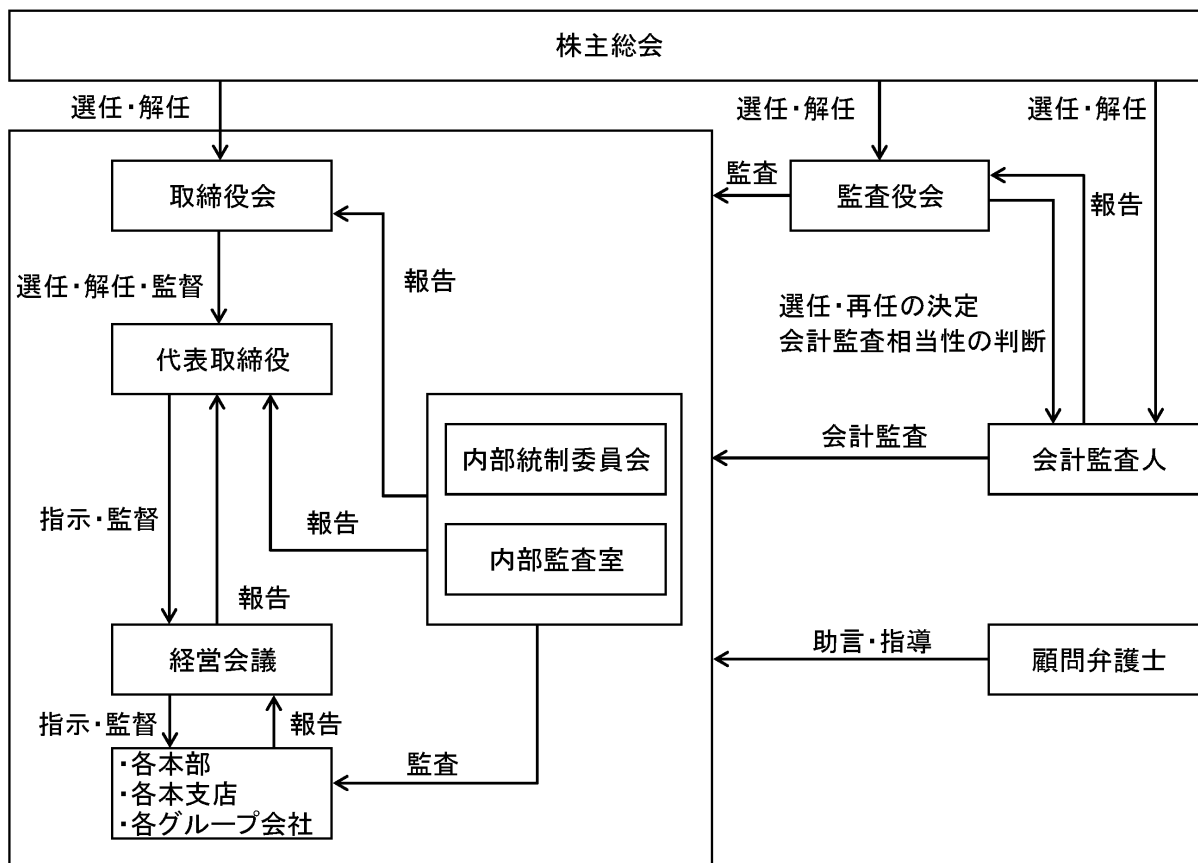 株主総会
選任・解任
選任・解任
選任・解任
取締役会
監査
監査役会
報告
選任・解任・監督
報告
選任・再任の決定
会計監査相当性の判断
代表取締役
内部統制委員会
会計監査
会計監査人
指示・監督
報告
内部監査室
報告
経営会議
助言・指導
顧問弁護士
指示・監督
報告
・各本部
・各本支店
・各グループ会社
監査